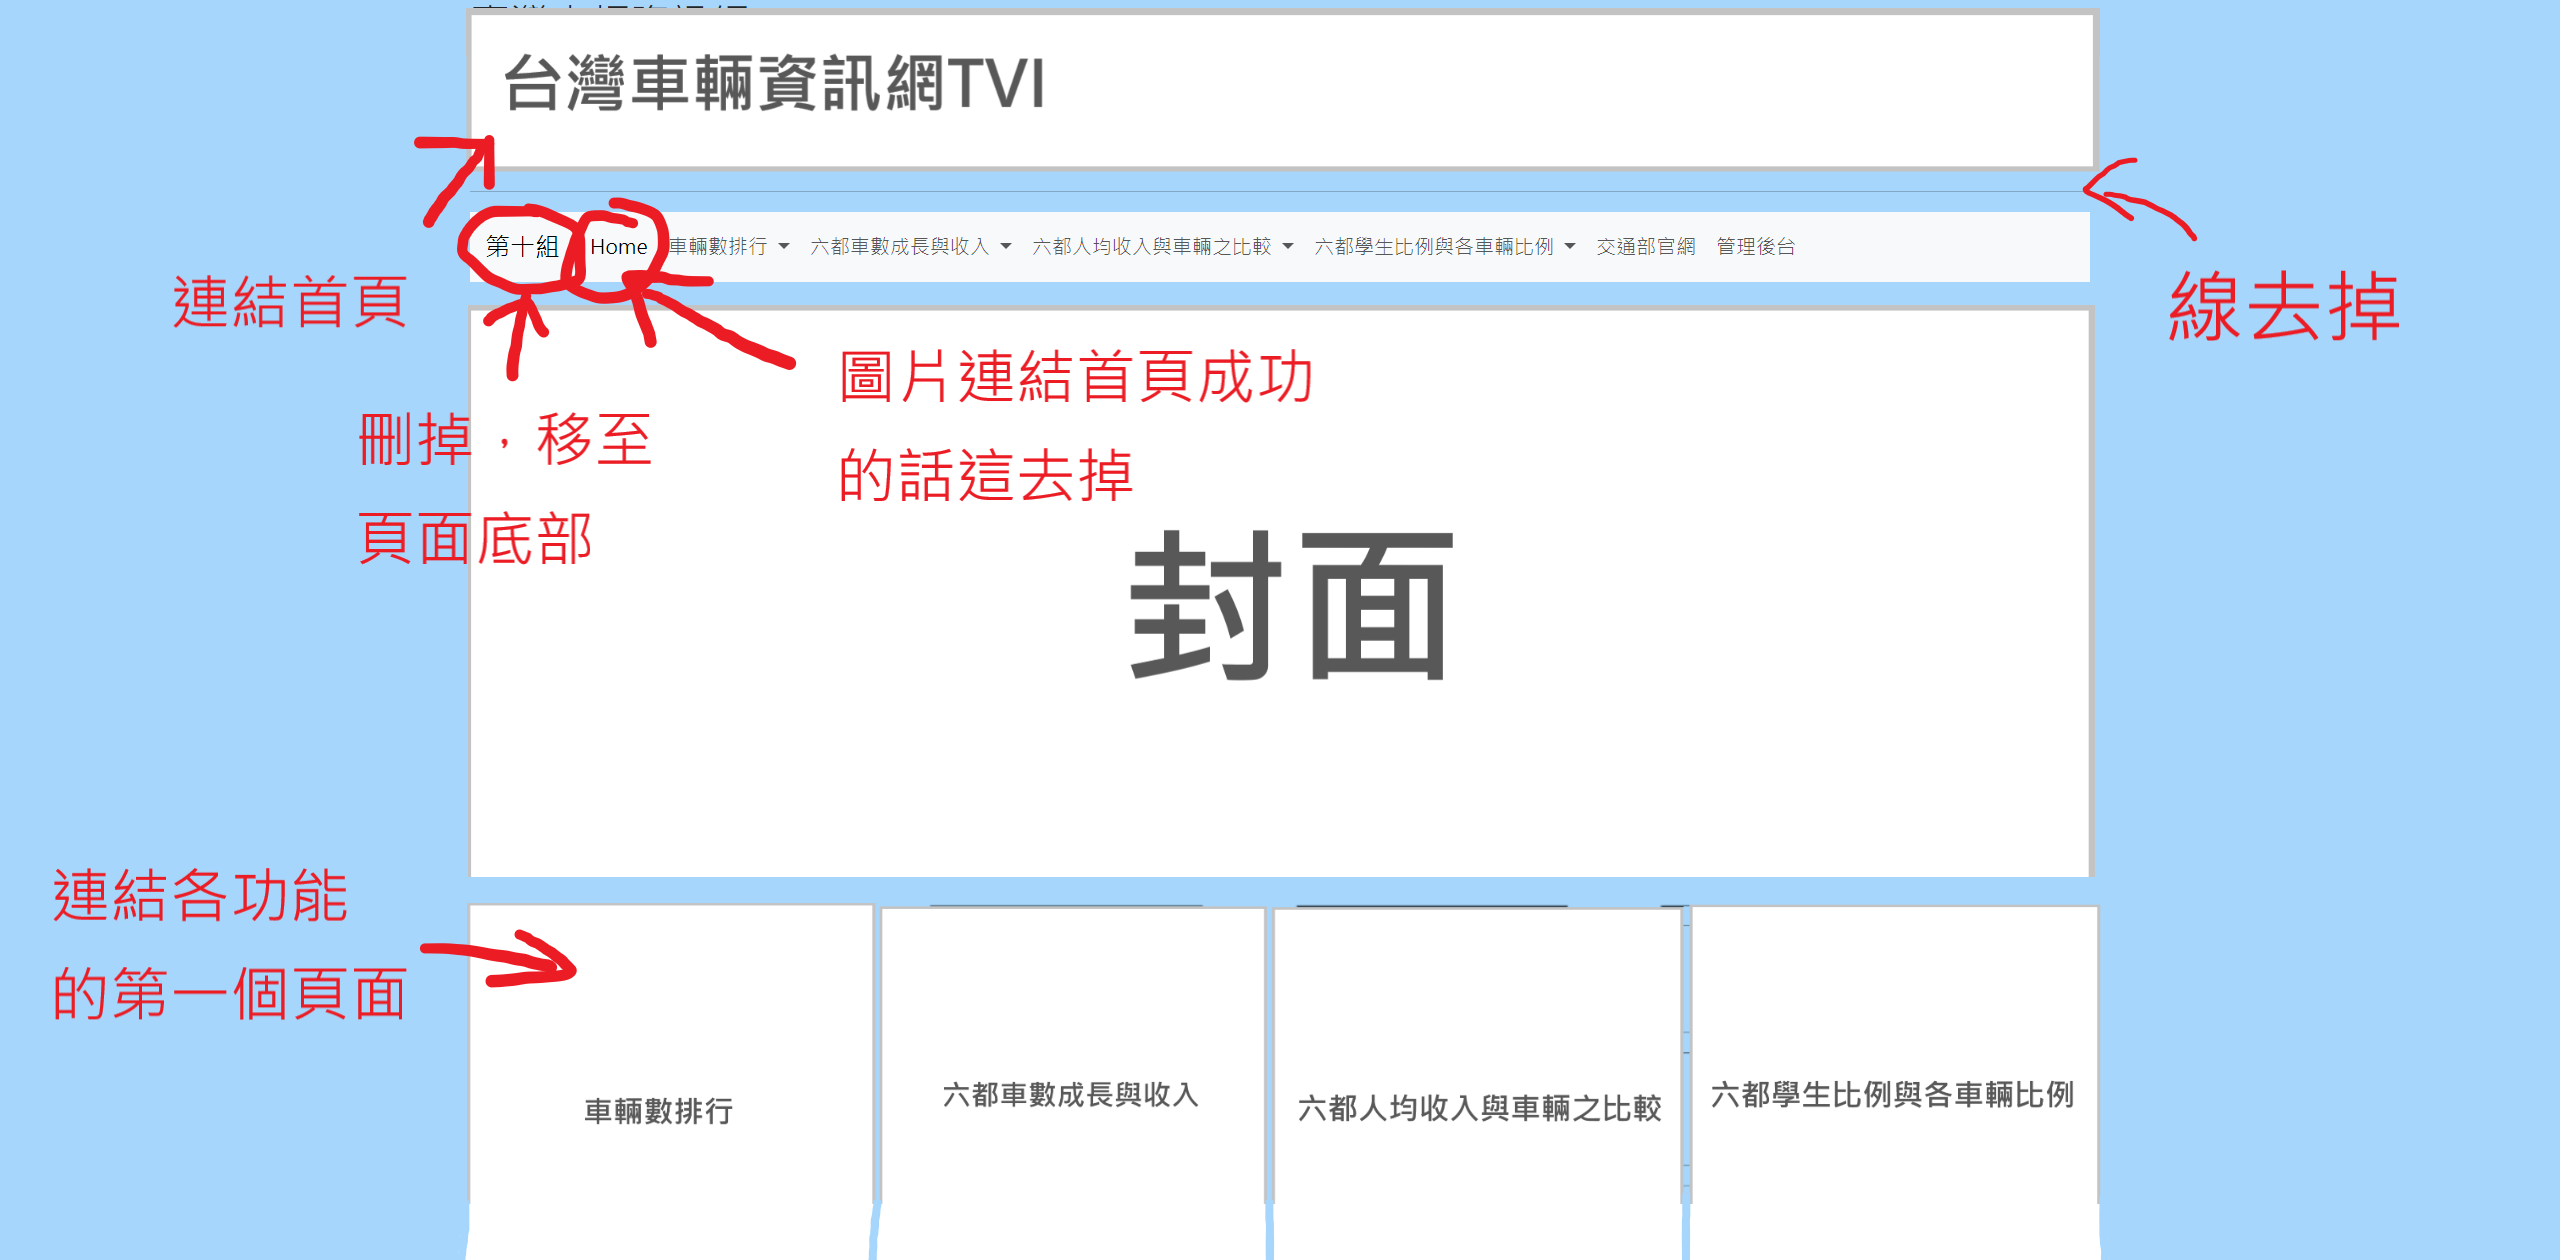 台灣車輛資訊網TVI
線去掉
第十組 Home 車輛數排行 六都車數成長與收入 六都人均收入與車輛之比較 六都學生比例與各車輛比例 交通部官網 管理後台
連結首頁
圖片連結首頁成功
的話這去掉
刪掉，移至
頁面底部
封面
連結各功能
的第一個頁面
車輛數排行
六都車數成長與收入
六都人均收入與車輛之比較
六都學生比例與各車輛比例